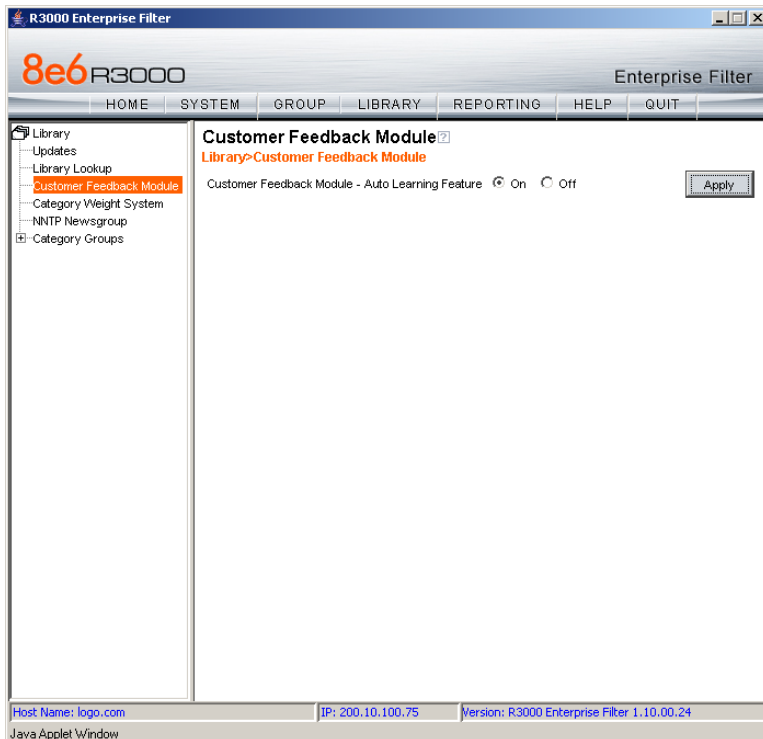 R3000 Enterprise Filter
8e6 R3000
Enterprise Filter
HOME SYSTEM GROUP LIBRARY REPORTING HELP QUIT
Library
Updates
Library Lookup
Customer Feedback Module
Category Weight System
NNTP Newsgroup
Category Groups
Customer Feedback Module?
Library>Customer Feedback Module
Customer Feedback Module - Auto Learning Feature On Off Apply
Host Name: logo.com IP: 200.10.100.75 Version: R3000 Enterprise Filter 1.10.00.24
Java Applet Window